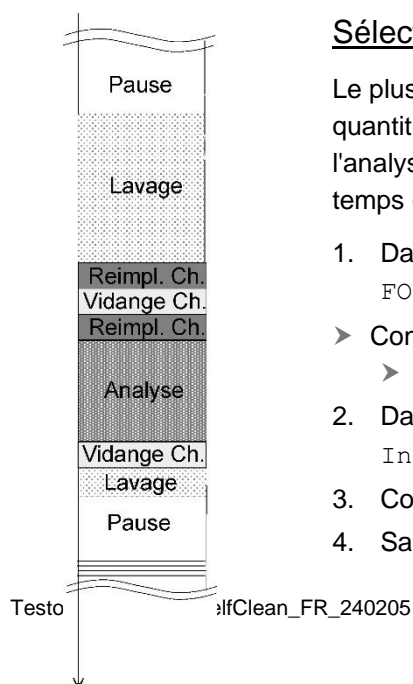 Pause
Lavage
Reimpl. Ch.
Vidange Ch.
Reimpl. Ch.
Analyse
Vidange Ch.
Lavage
Pause
Sélec
Le plus
quantit
l'analys
temps
1. Da
FO
➤ Con
➤
2. Da
In
3. Co
4. Sa
Testo
elfClean_FR_240205